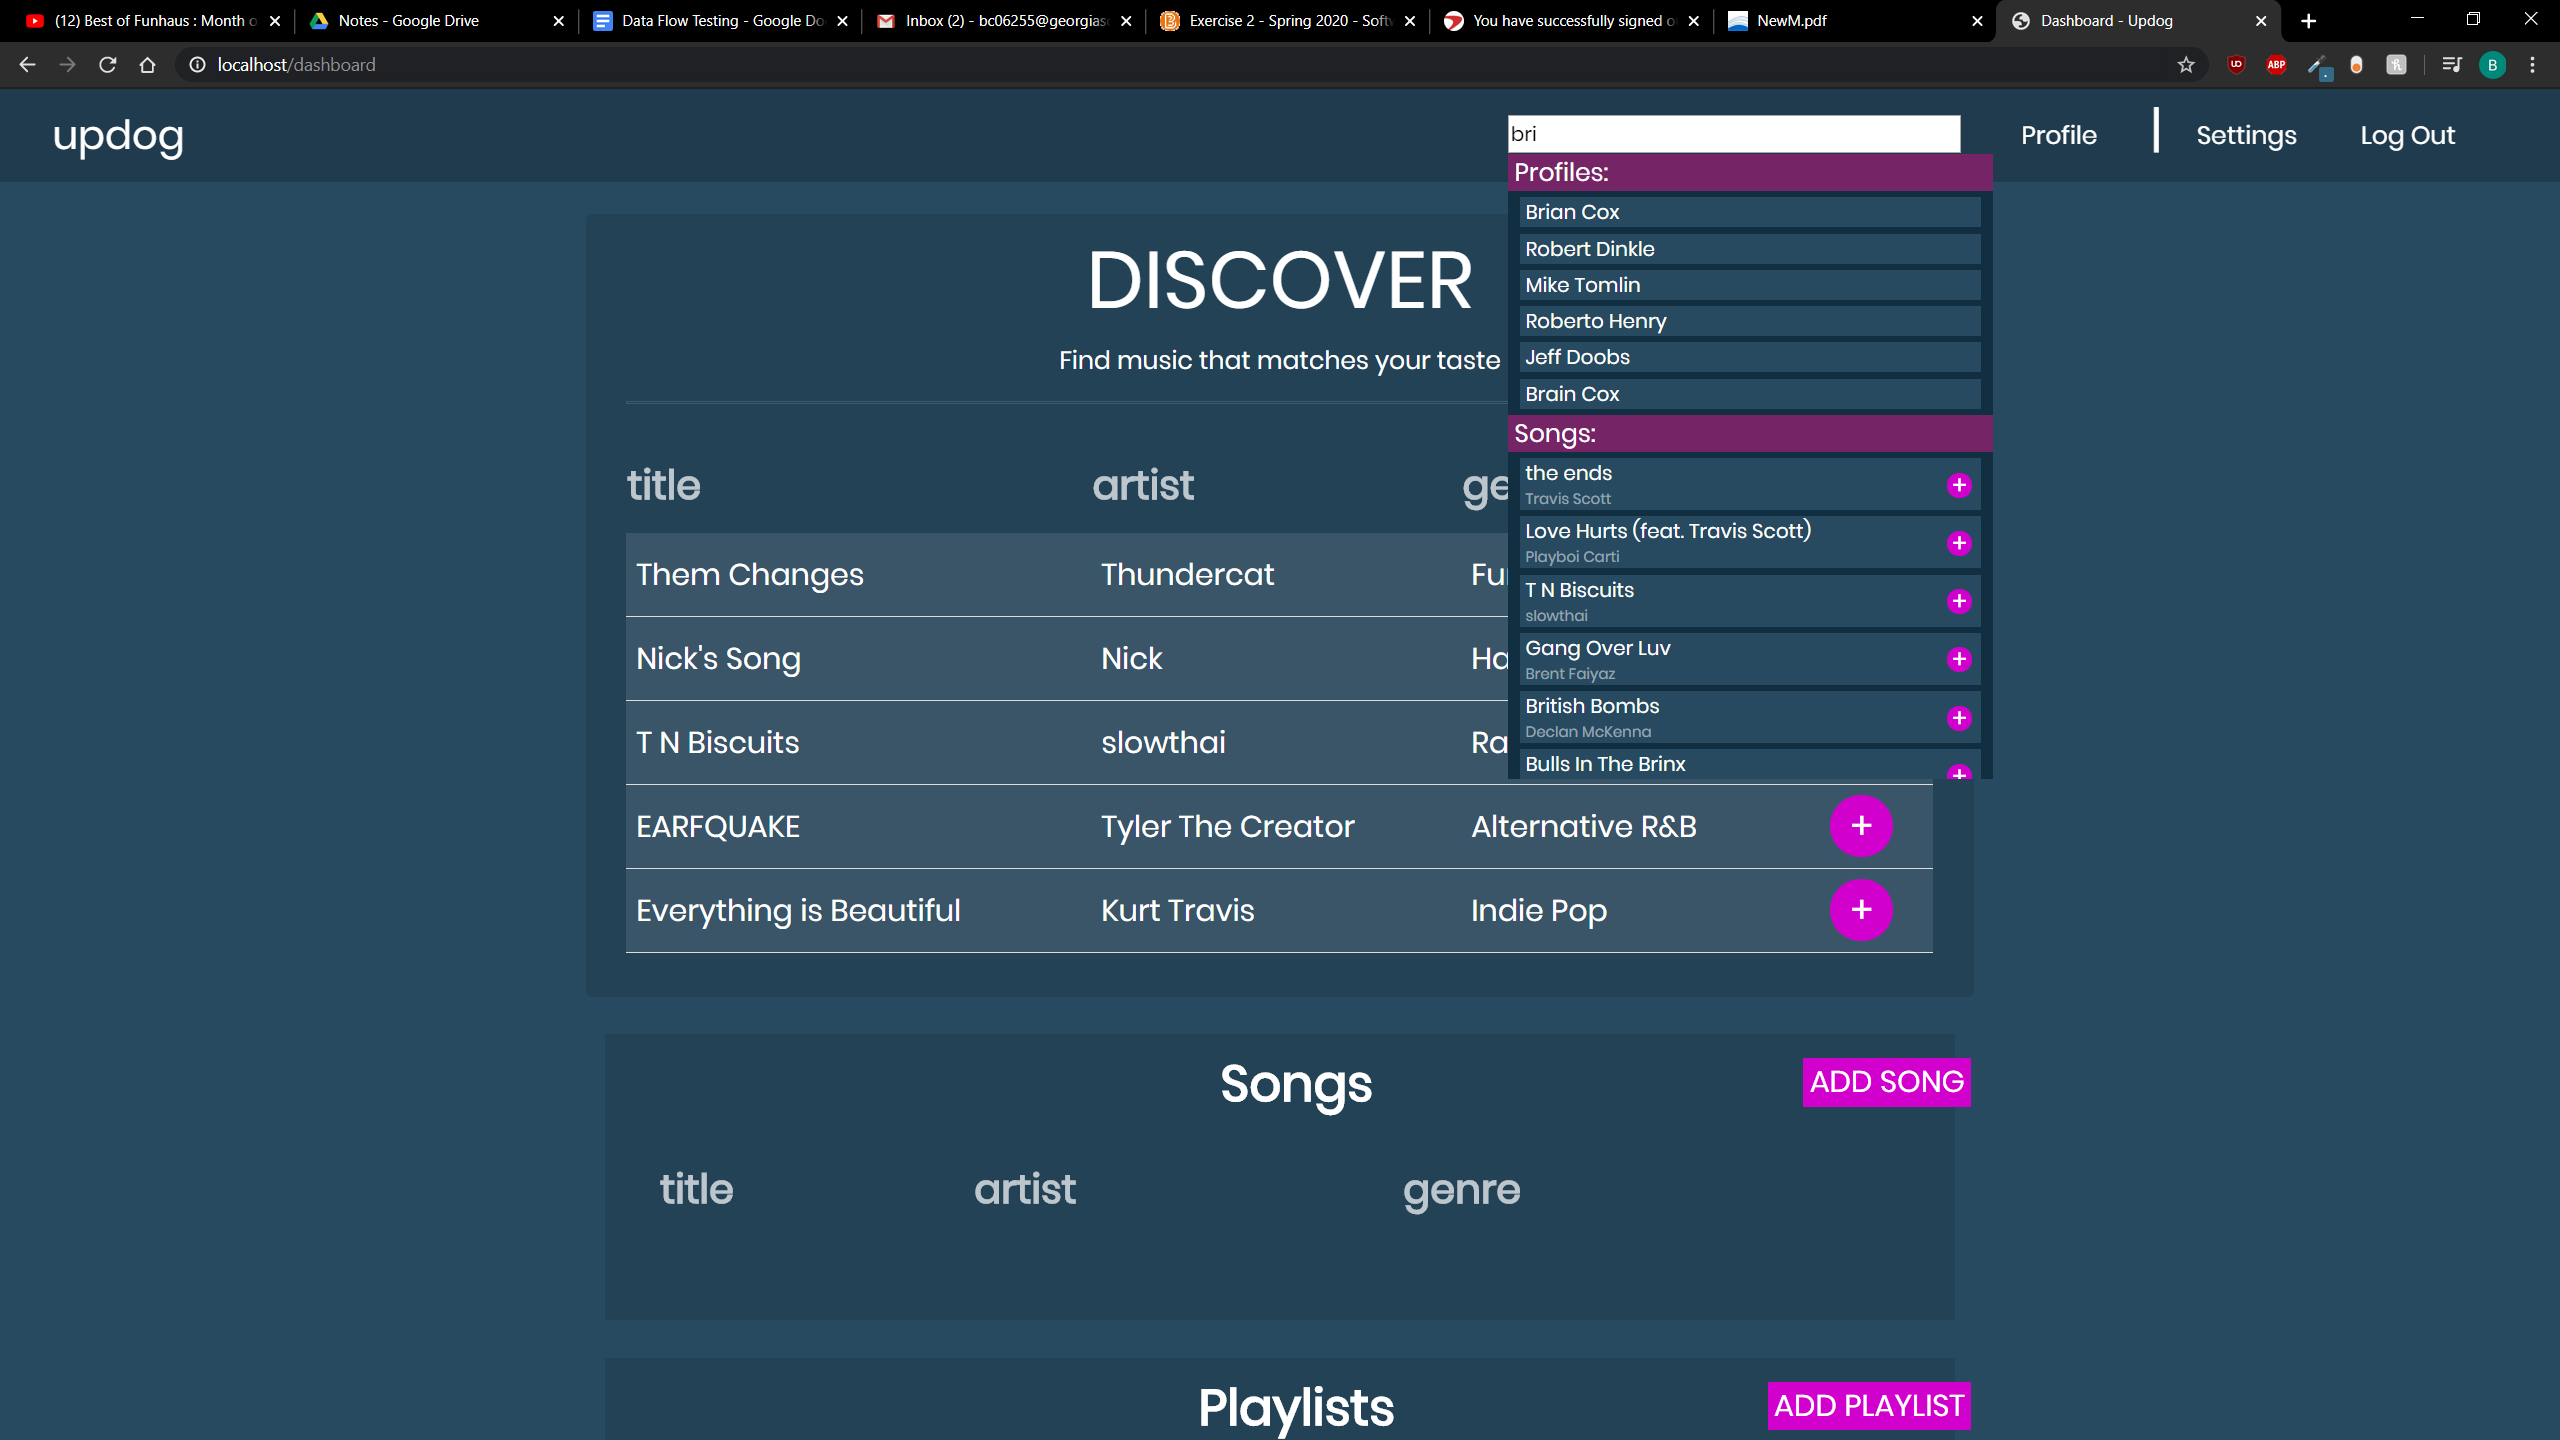 (12) Best of Funhaus : Month o
Notes - Google Drive
Data Flow Testing - Google Do
Inbox (2) - bc06255@georgiaso
Exercise 2 - Spring 2020 - Softw
You have successfully signed o
NewM.pdf
Dashboard - Updog
localhost/dashboard
ABP
B
updog
bri
Profile
Settings
Log Out
Profiles:
Brian Cox
Robert Dinkle
Mike Tomlin
Roberto Henry
Jeff Doobs
Brain Cox
Songs:
the ends
Travis Scott
+
Love Hurts (feat. Travis Scott)
Playboi Carti
+
T N Biscuits
slowthai
+
Gang Over Luv
Brent Faiyaz
+
British Bombs
Declan McKenna
+
Bulls In The Brinx
+
DISCOVER
Find music that matches your taste
title artist ge
Them Changes Thundercat Fu
Nick's Song Nick Ha
T N Biscuits slowthai Ra
EARFQUAKE Tyler The Creator Alternative R&B +
Everything is Beautiful Kurt Travis Indie Pop +
Songs
ADD SONG
title artist genre
Playlists
ADD PLAYLIST